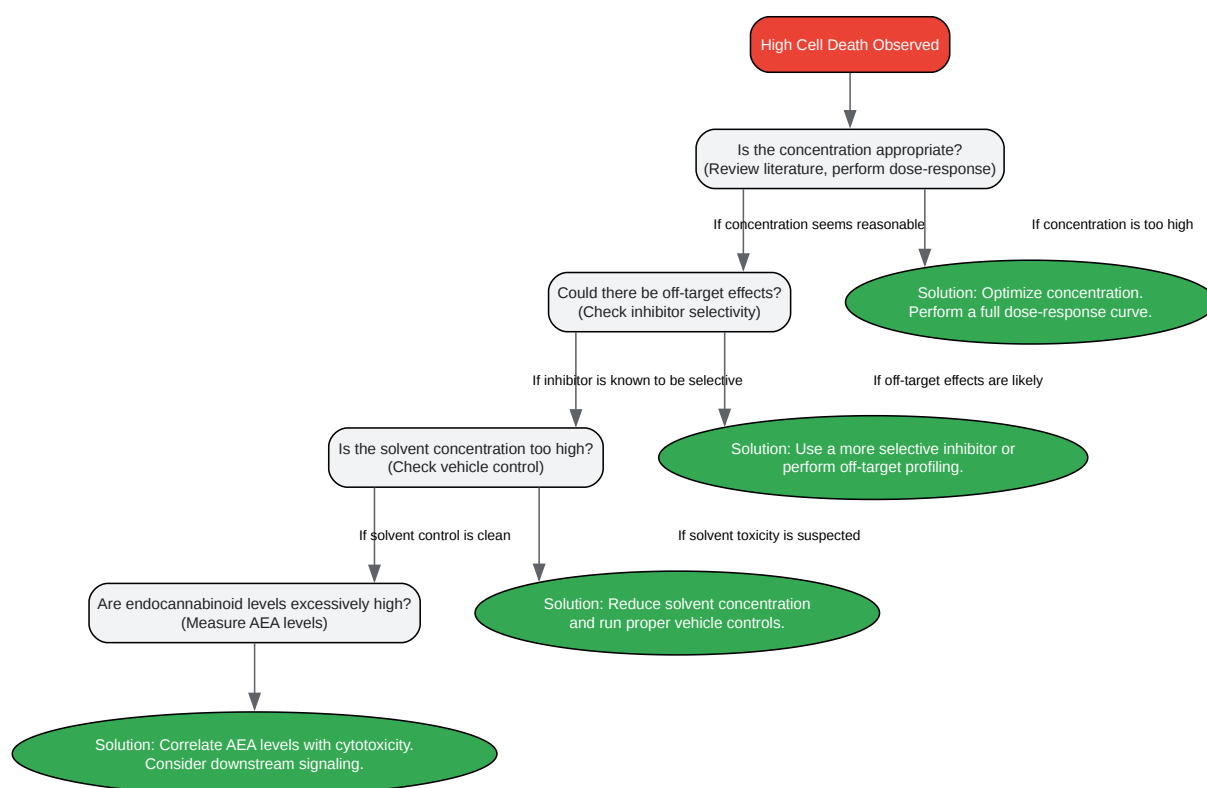 High Cell Death Observed
Is the concentration appropriate?
(Review literature, perform dose-response)
If concentration seems reasonable
If concentration is too high
Could there be off-target effects?
(Check inhibitor selectivity)
Solution: Optimize concentration.
Perform a full dose-response curve.
If inhibitor is known to be selective
If off-target effects are likely
Is the solvent concentration too high?
(Check vehicle control)
Solution: Use a more selective inhibitor or
perform off-target profiling.
If solvent control is clean
If solvent toxicity is suspected
Are endocannabinoid levels excessively high?
(Measure AEA levels)
Solution: Reduce solvent concentration
and run proper vehicle controls.
Solution: Correlate AEA levels with cytotoxicity.
Consider downstream signaling.